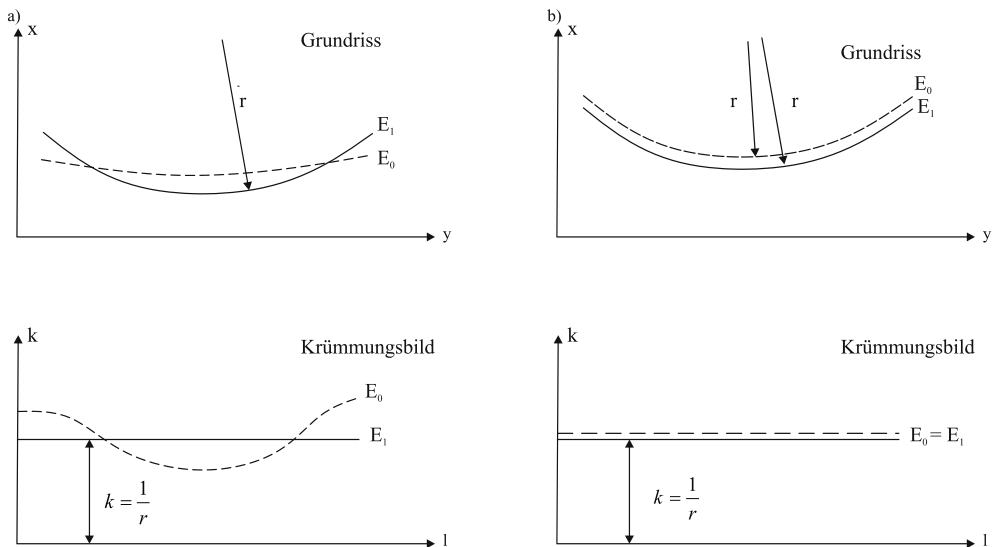 a)
x
Grundriss
r
E₁
E₀
y
b)
x
Grundriss
r
r
E₀
E₁
y
k
Krümmungsbild
E₀
E₁
k = 1/r
l
k
Krümmungsbild
E₀ = E₁
k = 1/r
l